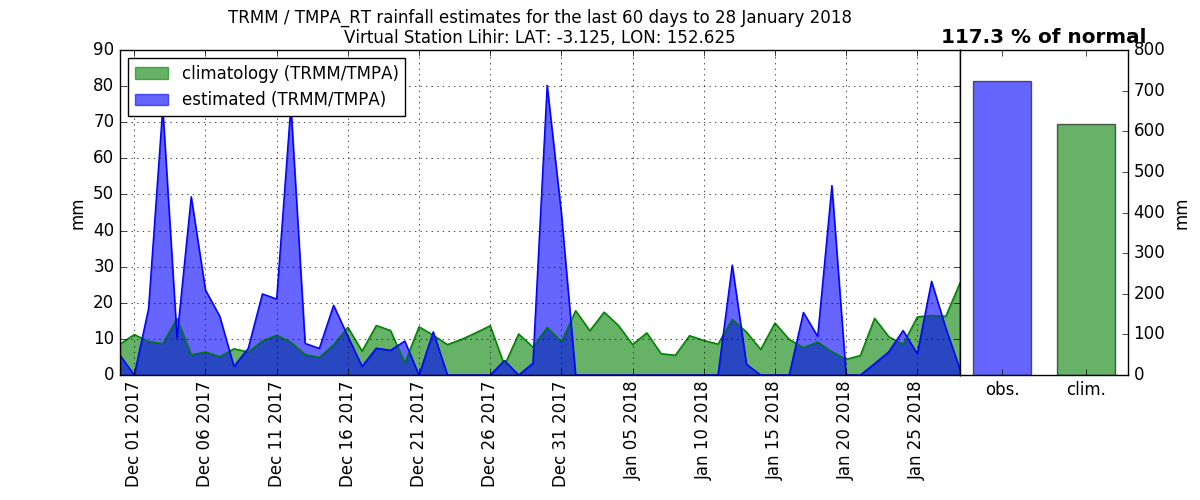 TRMM / TMPA_RT rainfall estimates for the last 60 days to 28 January 2018
Virtual Station Lihir: LAT: -3.125, LON: 152.625
117.3 % of normal
climatology (TRMM/TMPA)
estimated (TRMM/TMPA)
90
80
70
60
50
40
30
20
10
0
mm
Dec 01 2017
Dec 06 2017
Dec 11 2017
Dec 16 2017
Dec 21 2017
Dec 26 2017
Dec 31 2017
Jan 05 2018
Jan 10 2018
Jan 15 2018
Jan 20 2018
Jan 25 2018
obs.
clim.
800
700
600
500
400
300
200
100
0
mm